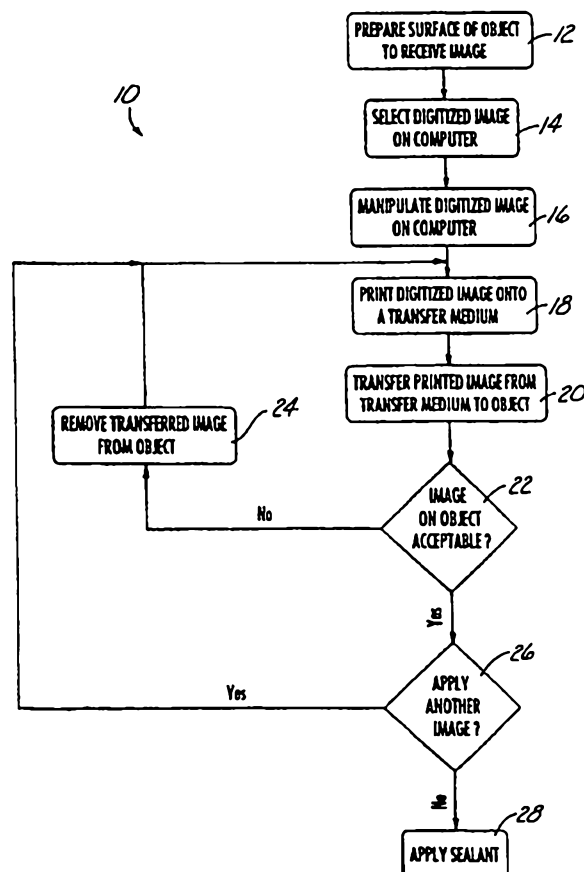 PREPARE SURFACE OF OBJECT
TO RECEIVE IMAGE
12
10
SELECT DIGITIZED IMAGE
ON COMPUTER
14
MANIPULATE DIGITIZED IMAGE
ON COMPUTER
16
PRINT DIGITIZED IMAGE ONTO
A TRANSFER MEDIUM
18
TRANSFER PRINTED IMAGE FROM
TRANSFER MEDIUM TO OBJECT
20
REMOVE TRANSFERRED IMAGE
FROM OBJECT
24
IMAGE
ON OBJECT
ACCEPTABLE ?
22
No
Yes
APPLY
ANOTHER
IMAGE ?
26
Yes
No
APPLY SEALANT
28